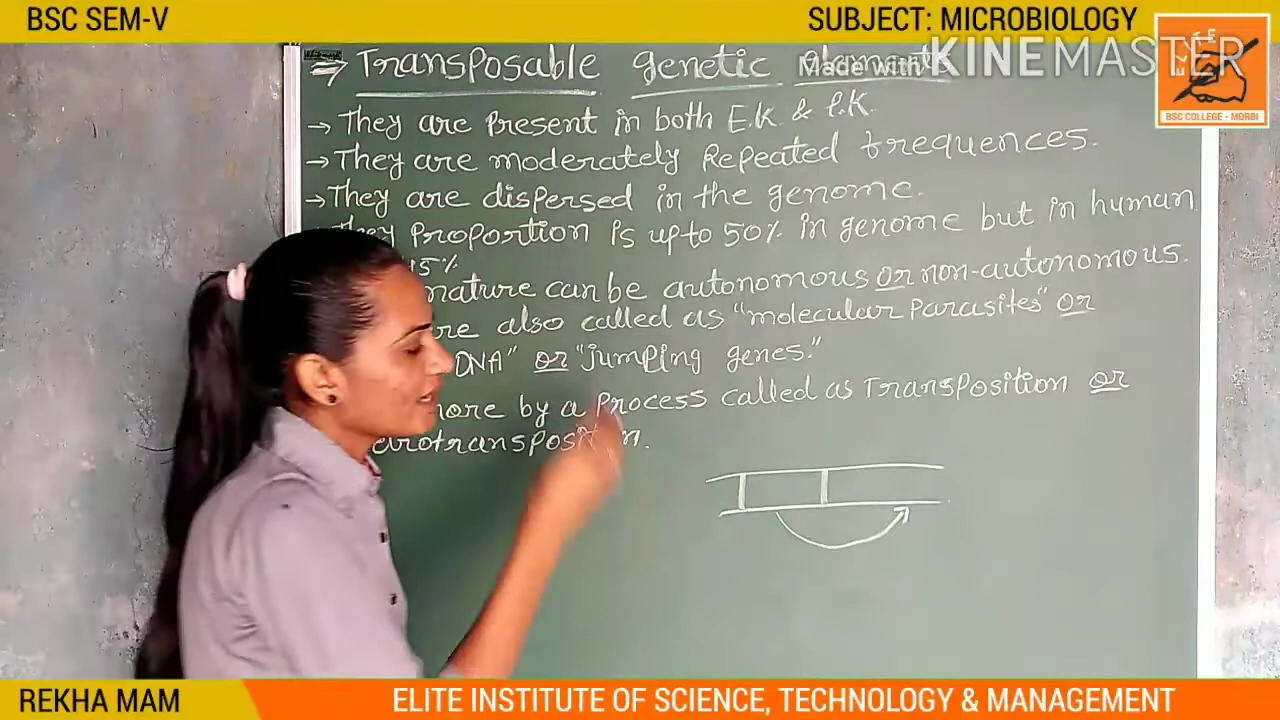 BSC SEM-V
SUBJECT: MICROBIOLOGY
Made with KINEMASTER
ELITE
BSC COLLEGE - MORBI
→ Transposable genetic elements
→ They are present in both E.K & P.K.
→ They are moderately Repeated frequences.
→ They are dispersed in the genome.
They Proportion is upto 50% in genome but in human
45%
nature can be autonomous or non-autonomous.
are also called as "molecular Parasites" or
DNA" or "jumping genes."
by a process called as Transposition or
transposition.
REKHA MAM
ELITE INSTITUTE OF SCIENCE, TECHNOLOGY & MANAGEMENT